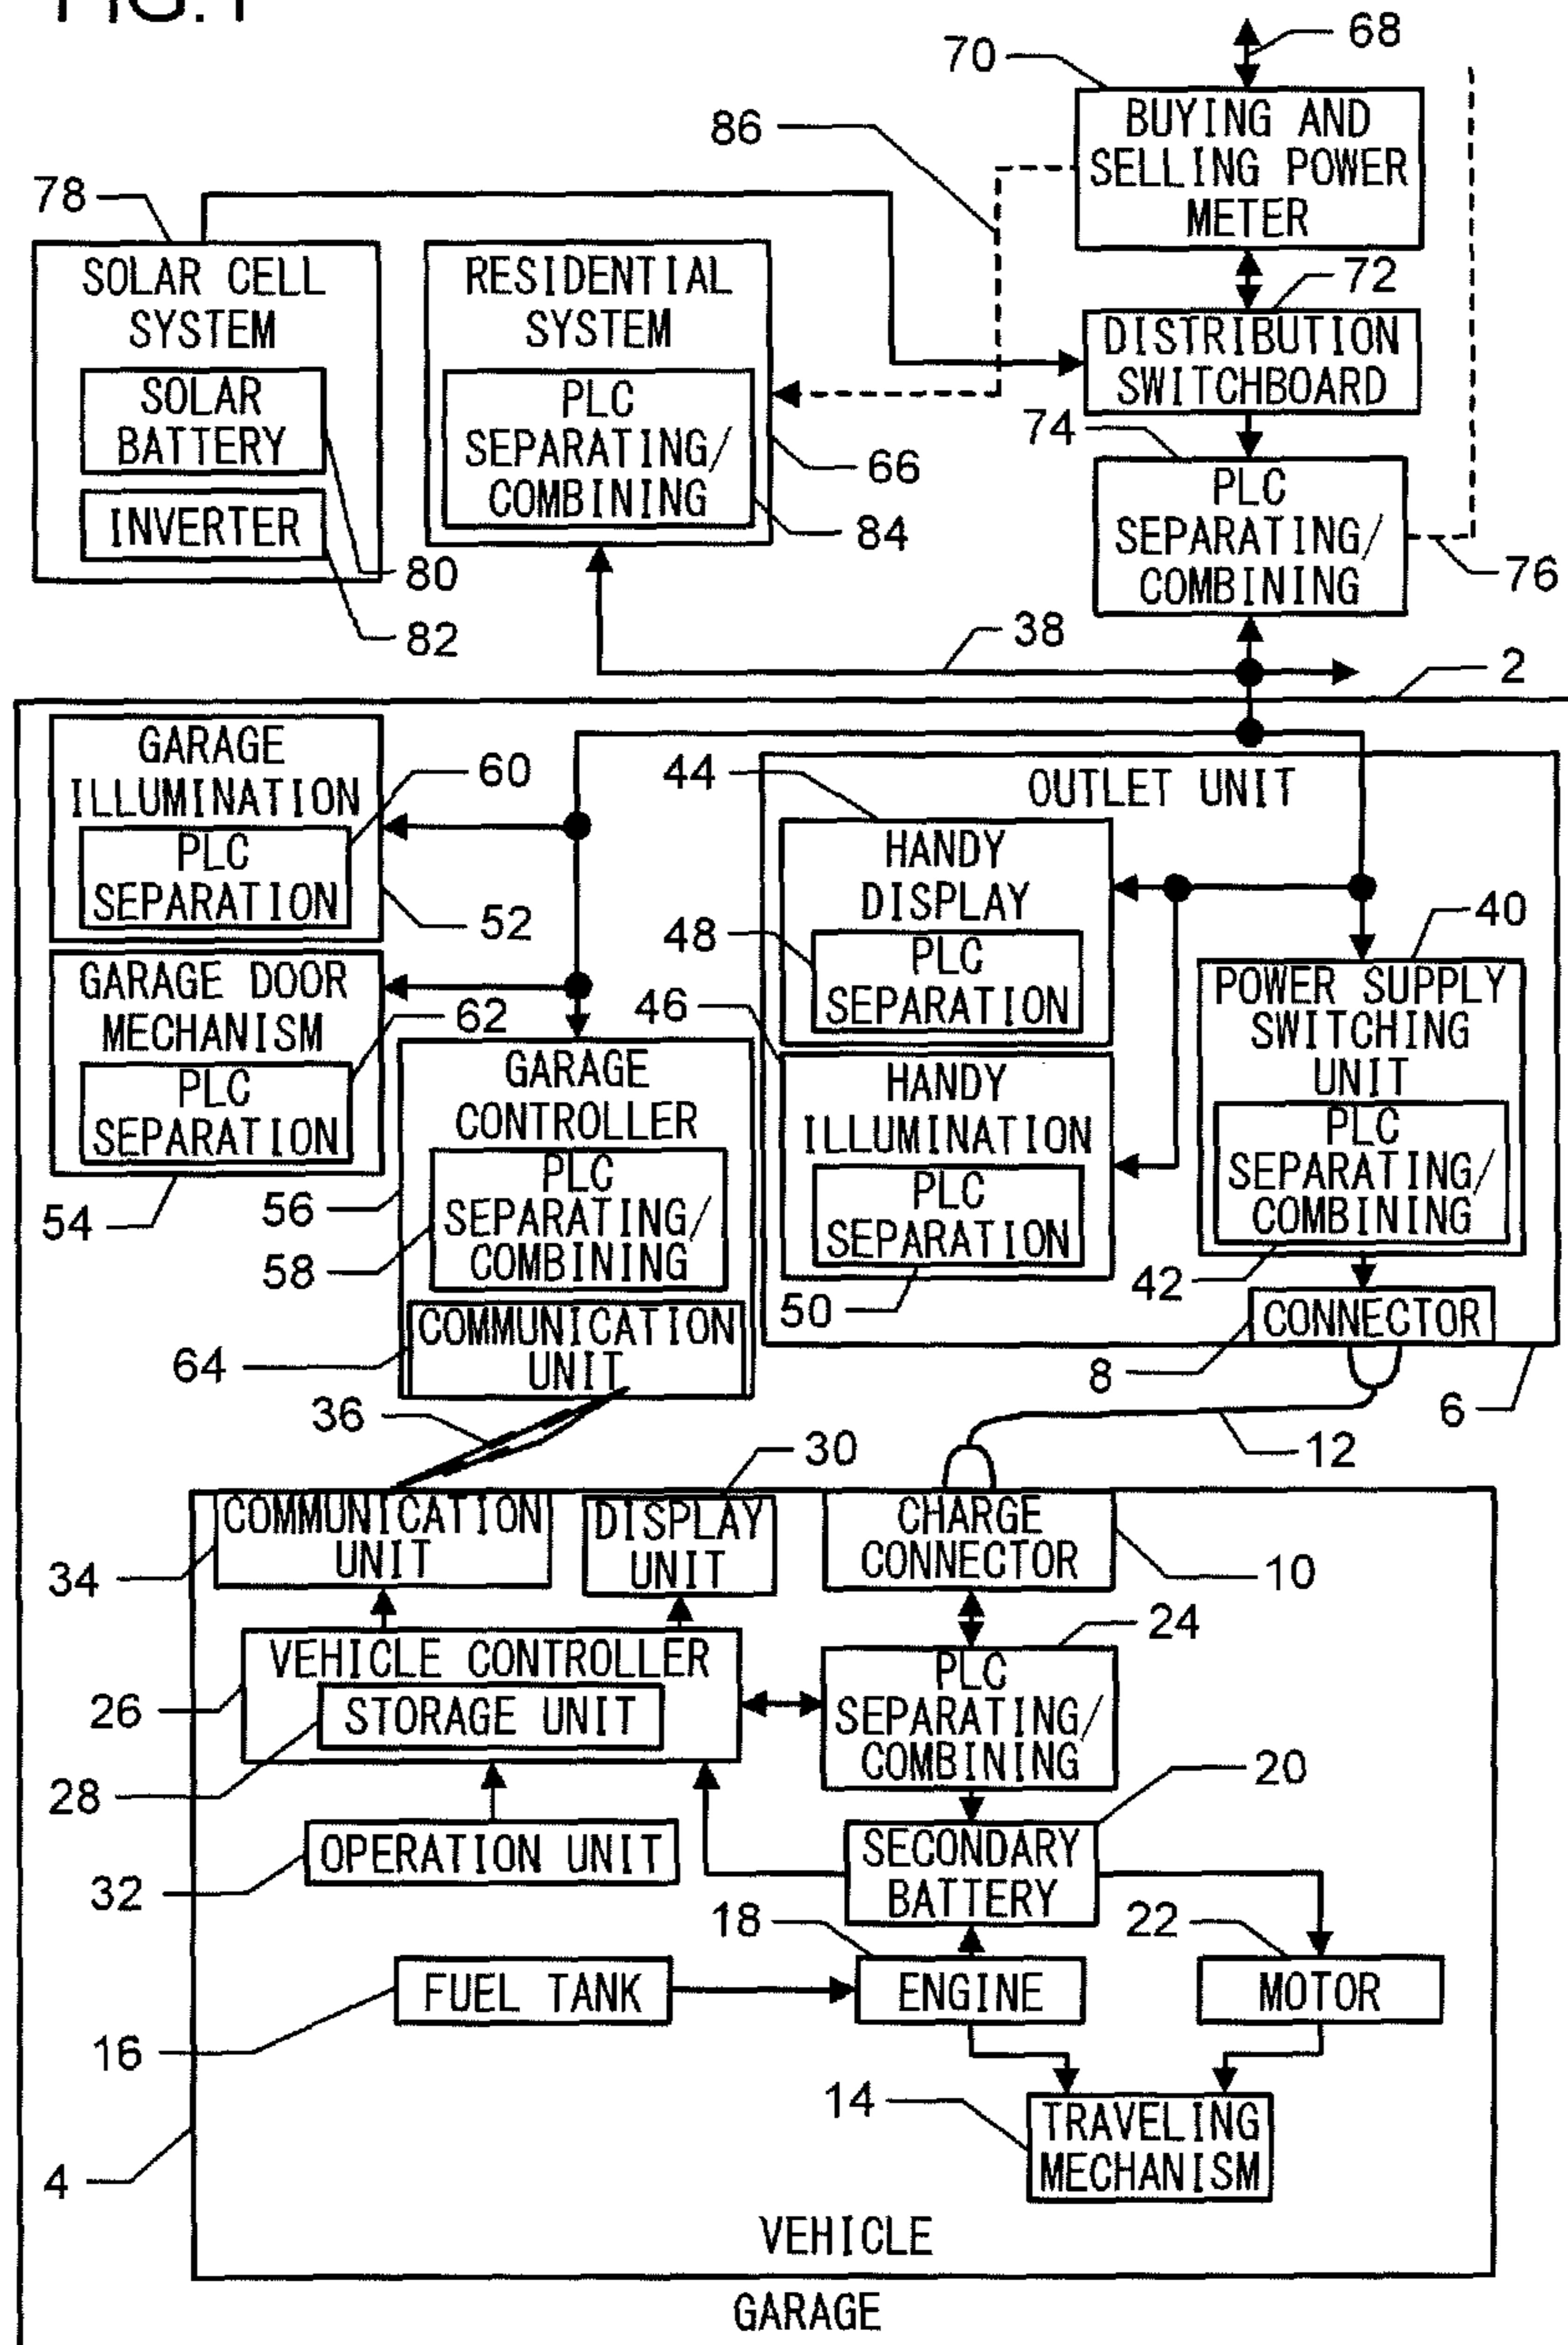 FIG. 1
68
70
BUYING AND
SELLING POWER
METER
86
78
SOLAR CELL
SYSTEM
SOLAR
BATTERY
INVERTER
80
82
RESIDENTIAL
SYSTEM
PLC
SEPARATING/
COMBINING
66
84
72
DISTRIBUTION
SWITCHBOARD
74
PLC
SEPARATING/
COMBINING
76
38
2
GARAGE
ILLUMINATION
PLC
SEPARATION
60
52
GARAGE DOOR
MECHANISM
PLC
SEPARATION
62
54
GARAGE
CONTROLLER
PLC
SEPARATING/
COMBINING
56
58
COMMUNICATION
UNIT
64
OUTLET UNIT
44
HANDY
DISPLAY
PLC
SEPARATION
48
46
HANDY
ILLUMINATION
PLC
SEPARATION
50
40
POWER SUPPLY
SWITCHING
UNIT
PLC
SEPARATING/
COMBINING
42
CONNECTOR
8
6
36
12
30
COMMUNICATION
UNIT
34
DISPLAY
UNIT
CHARGE
CONNECTOR
10
24
VEHICLE CONTROLLER
STORAGE UNIT
26
28
PLC
SEPARATING/
COMBINING
20
OPERATION UNIT
32
SECONDARY
BATTERY
18
22
FUEL TANK
16
ENGINE
MOTOR
14
TRAVELING
MECHANISM
4
VEHICLE
GARAGE